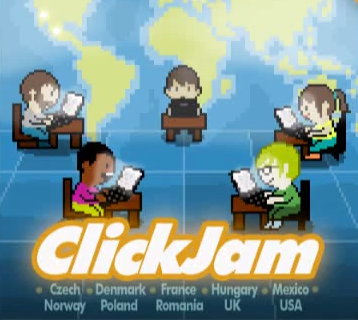 ClickJam
• Czech • Denmark • France • Hungary • Mexico •
Norway Poland Romania UK USA